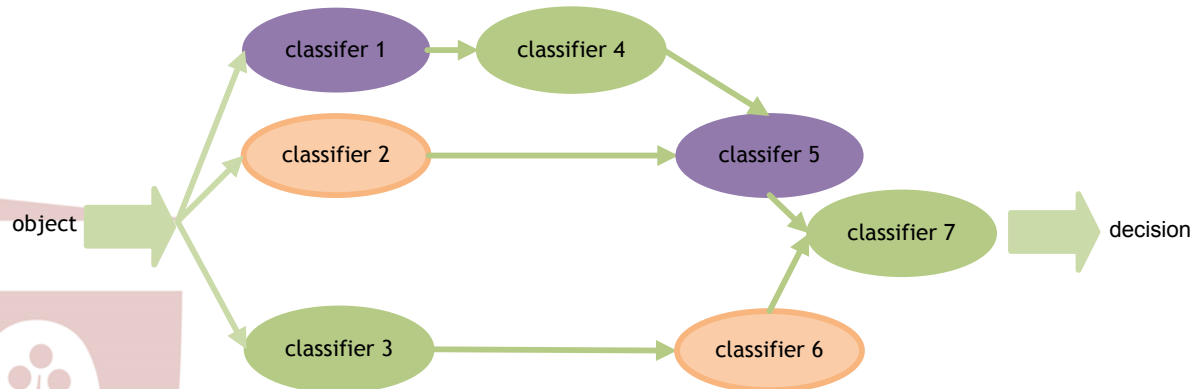 classifer 1
classifier 4
classifier 2
classifer 5
object
classifier 7
decision
classifier 3
classifier 6